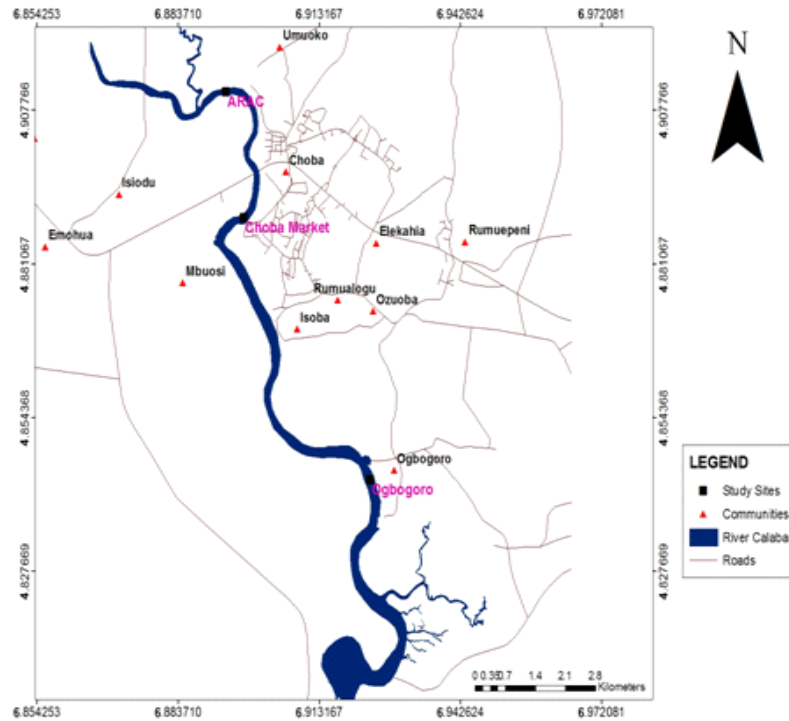 6.854253 6.883710 6.913167 6.942624 6.972081
Umuoko
N
4.907766 4.907766
ARAC
Choba
Isiodu
Choba Market
Elekahia Rumuepeni
Emohua
4.881067 4.881067
Mbuosi
Rumualogu
Ozuoba
Isoba
4.854368 4.854368
Ogbogoro
LEGEND
Ogbogoro
Study Sites
Communities
River Calaba
Roads
4.827669 4.827669
0 0.35 0.7 1.4 2.1 2.8
Kilometers
6.854253 6.883710 6.913167 6.942624 6.972081